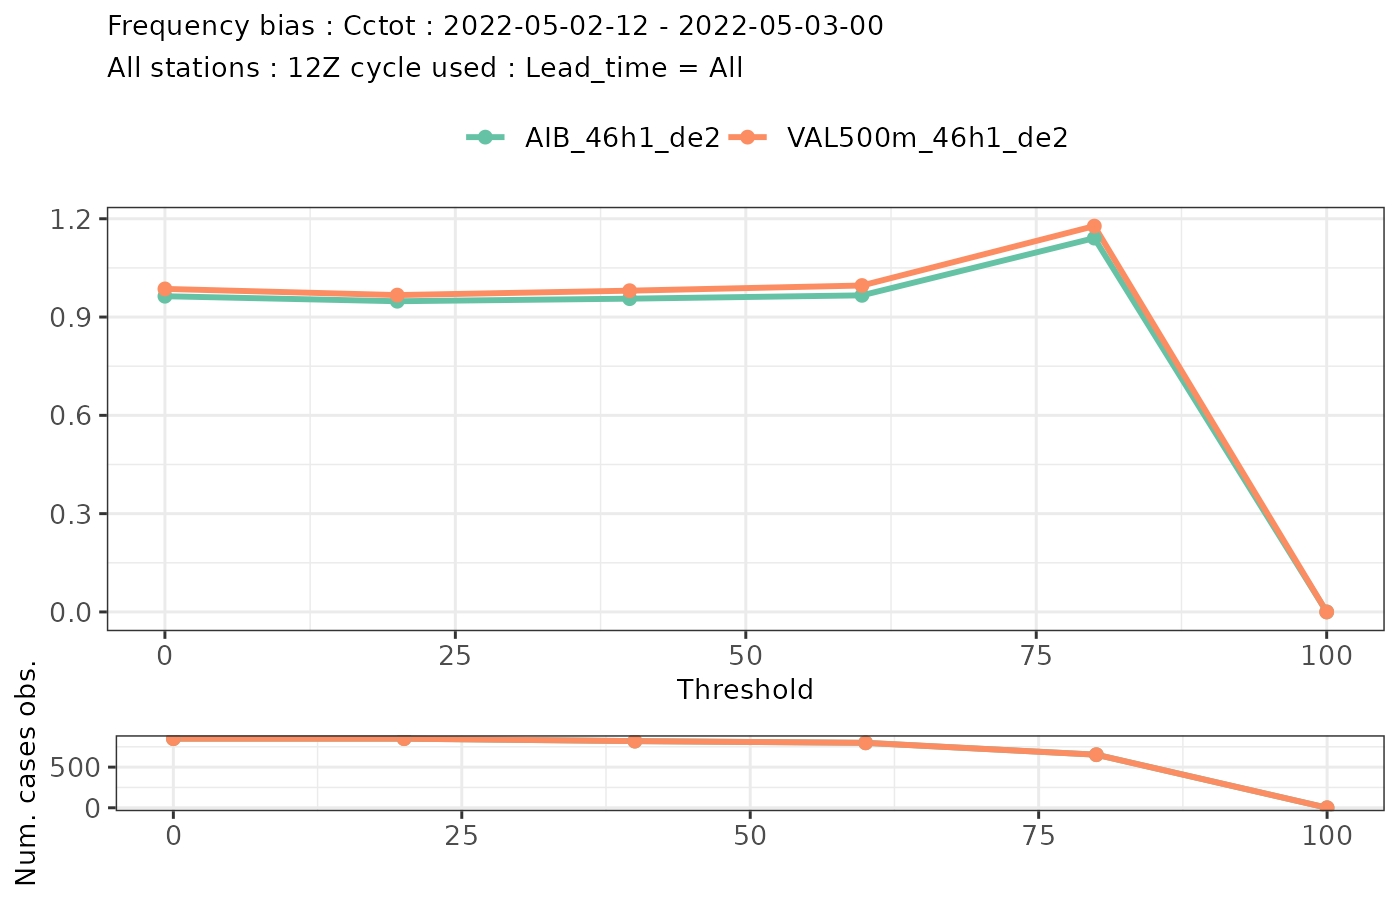 Frequency bias : Cctot : 2022-05-02-12 - 2022-05-03-00
All stations : 12Z cycle used : Lead_time = All
AIB_46h1_de2 VAL500m_46h1_de2
1.2
0.9
0.6
0.3
0.0
0 25 50 75 100
Threshold
Num. cases obs.
500
0
0 25 50 75 100